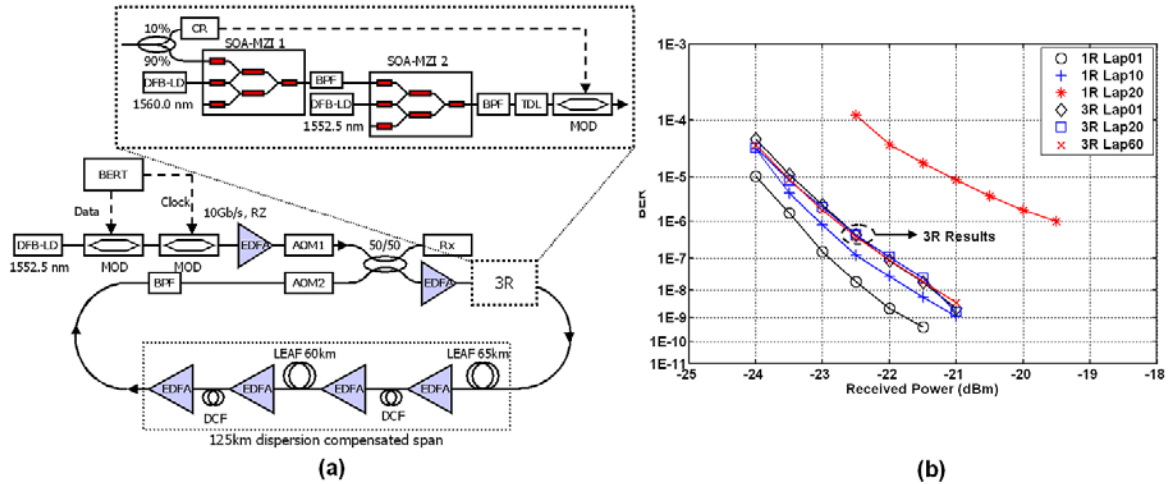 10%
CR
90%
SOA-MZI 1
DFB-LD
1560.0 nm
BPF
SOA-MZI 2
DFB-LD
1552.5 nm
BPF
TDL
MOD
BERT
Data
Clock
10Gb/s, RZ
DFB-LD
1552.5 nm
MOD
MOD
EDFA
AOM1
50/50
Rx
BPF
AOM2
EDFA
3R
LEAF 60km
LEAF 65km
EDFA
EDFA
EDFA
EDFA
DCF
DCF
125km dispersion compensated span
(a)
1E-3
1E-4
1E-5
1E-6
1E-7
1E-8
1E-9
1E-11
BER
1R Lap01
1R Lap10
1R Lap20
3R Lap01
3R Lap20
3R Lap60
3R Results
-25
-24
-23
-22
-21
-20
-19
-18
Received Power (dBm)
(b)